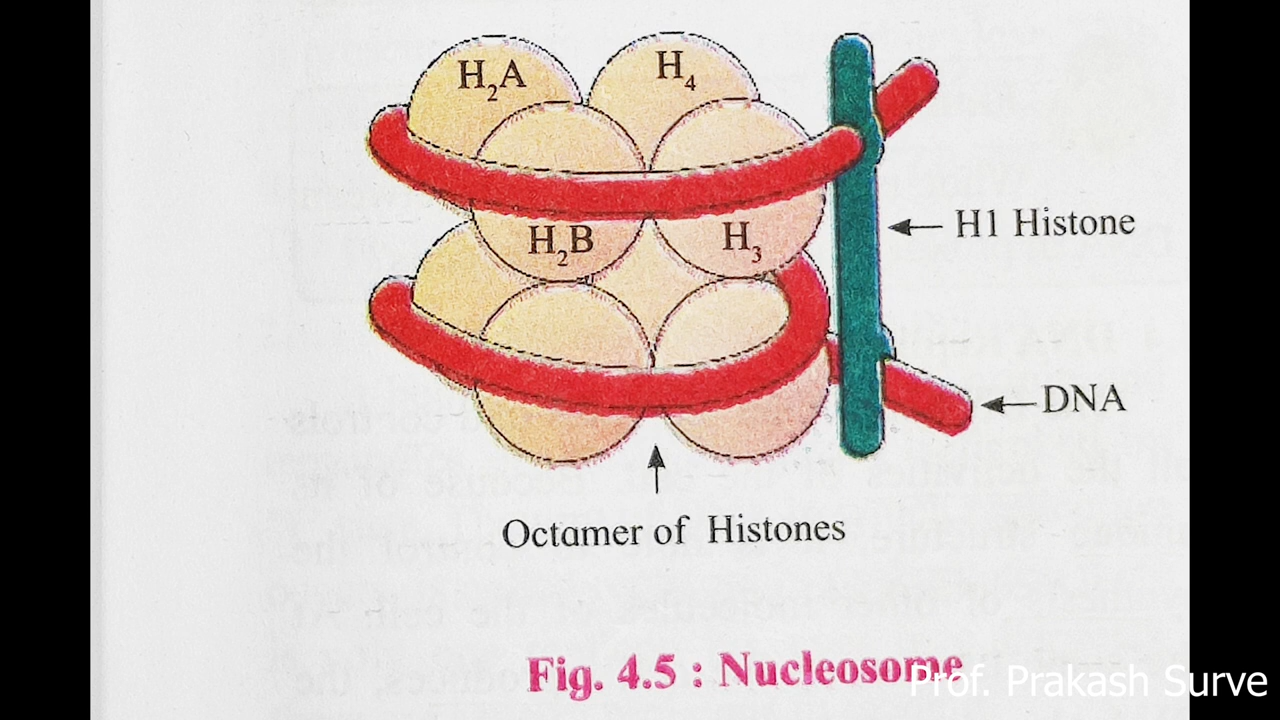 H₂A
H₄
H₂B
H₃
H1 Histone
DNA
Octamer of Histones
Fig. 4.5 : Nucleosome
Prof. Prakash Surve